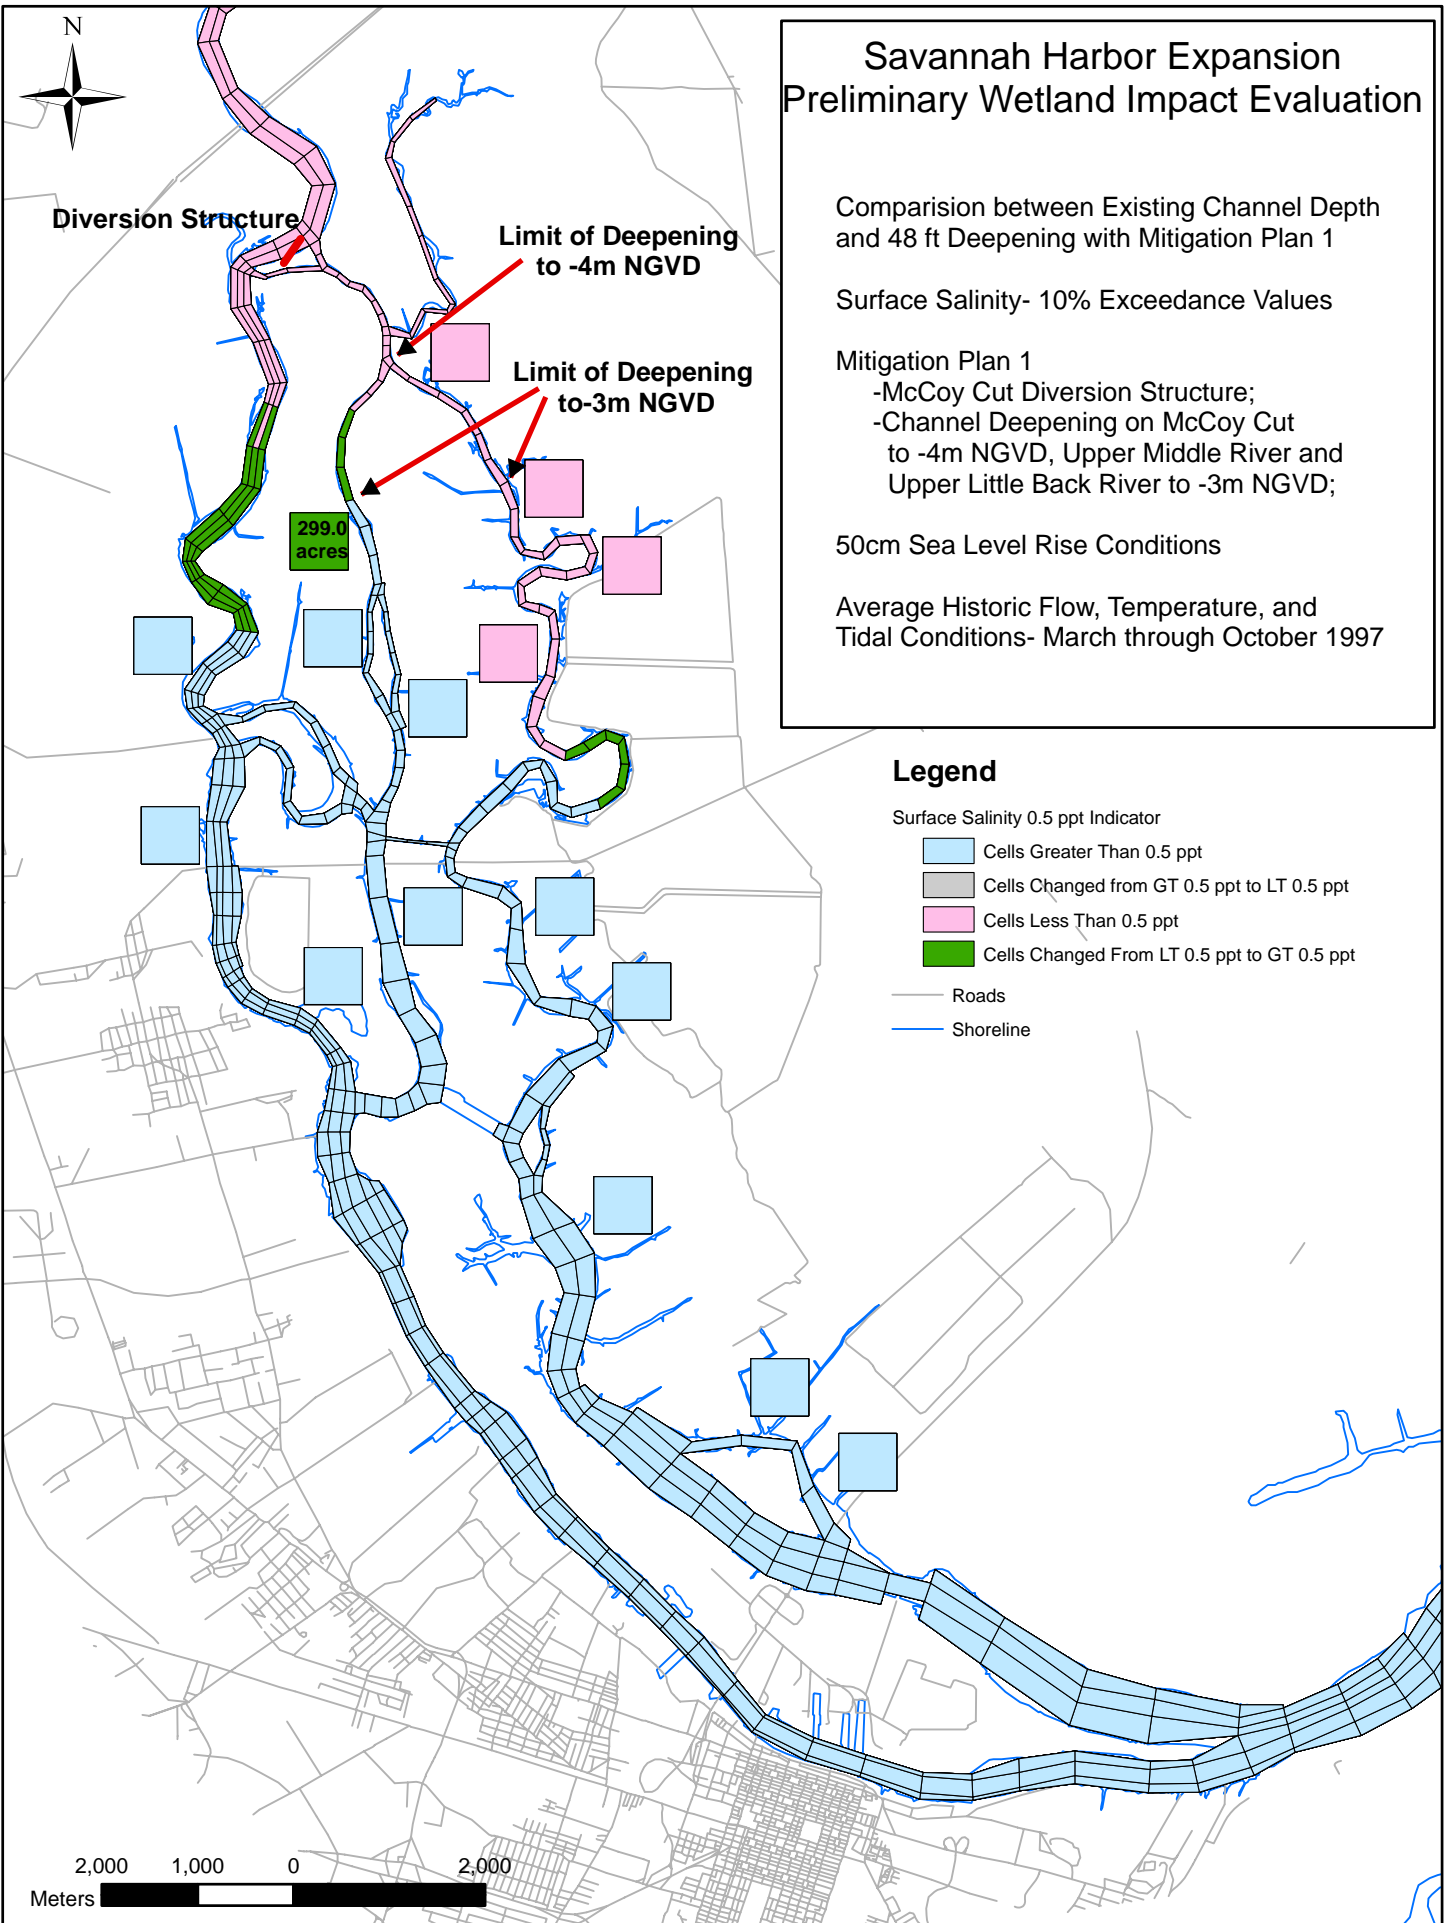 N
Savannah Harbor Expansion
Preliminary Wetland Impact Evaluation
Comparision between Existing Channel Depth
and 48 ft Deepening with Mitigation Plan 1
Surface Salinity- 10% Exceedance Values
Mitigation Plan 1
-McCoy Cut Diversion Structure;
-Channel Deepening on McCoy Cut
to -4m NGVD, Upper Middle River and
Upper Little Back River to -3m NGVD;
50cm Sea Level Rise Conditions
Average Historic Flow, Temperature, and
Tidal Conditions- March through October 1997
Diversion Structure
Limit of Deepening
to -4m NGVD
Limit of Deepening
to-3m NGVD
299.0
acres
Legend
Surface Salinity 0.5 ppt Indicator
Cells Greater Than 0.5 ppt
Cells Changed from GT 0.5 ppt to LT 0.5 ppt
Cells Less Than 0.5 ppt
Cells Changed From LT 0.5 ppt to GT 0.5 ppt
Roads
Shoreline
2,000 1,000 0 2,000
Meters